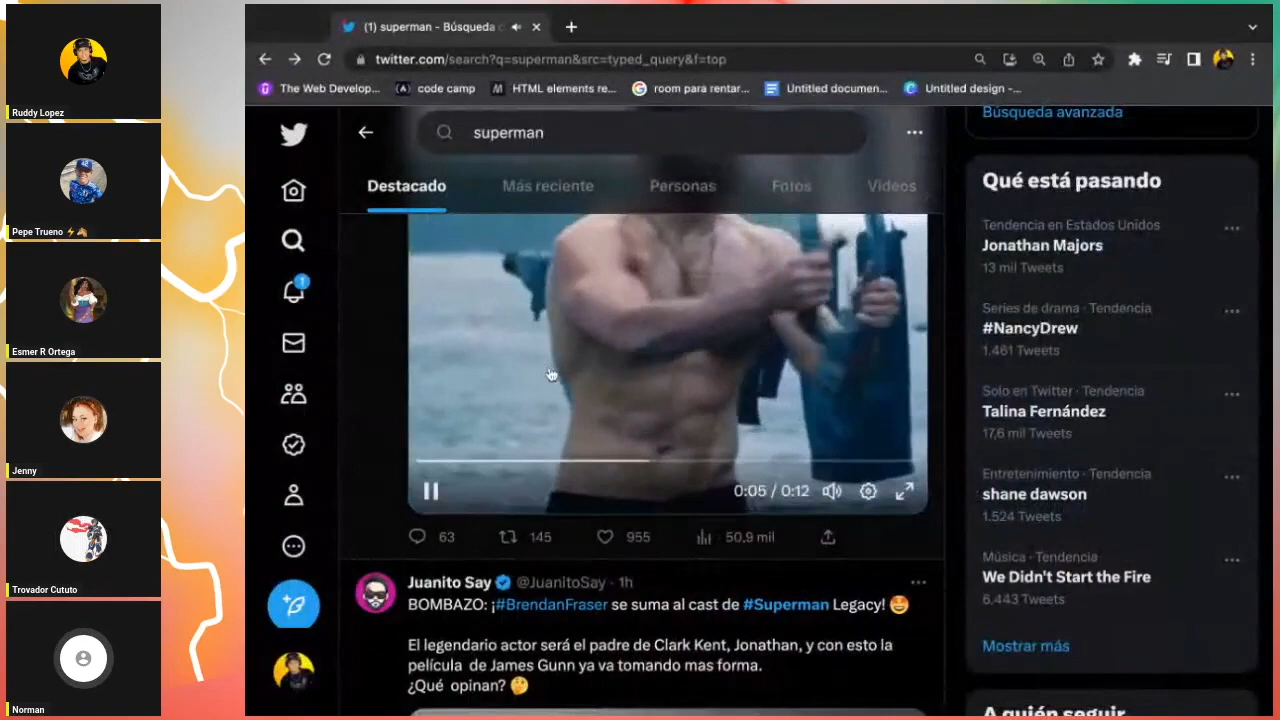 Ruddy Lopez
Pepe Trueno ⚡🐴
Esmer R Ortega
Jenny
Trovador Cututo
Norman
(1) superman - Búsqueda
twitter.com/search?q=superman&src=typed_query&f=top
The Web Develop...
code camp
HTML elements re...
room para rentar...
Untitled documen...
Untitled design -...
superman
Destacado
Más reciente
Personas
Fotos
Videos
1
0:05 / 0:12
63
145
955
50,9 mil
Juanito Say @JuanitoSay · 1h
BOMBAZO: ¡#BrendanFraser se suma al cast de #Superman Legacy! 🤩
El legendario actor será el padre de Clark Kent, Jonathan, y con esto la
película de James Gunn ya va tomando mas forma.
¿Qué opinan? 🤔
Búsqueda avanzada
Qué está pasando
Tendencia en Estados Unidos
Jonathan Majors
13 mil Tweets
Series de drama · Tendencia
#NancyDrew
1.461 Tweets
Solo en Twitter · Tendencia
Talina Fernández
17,6 mil Tweets
Entretenimiento · Tendencia
shane dawson
1.524 Tweets
Música · Tendencia
We Didn't Start the Fire
6.443 Tweets
Mostrar más
A quién seguir